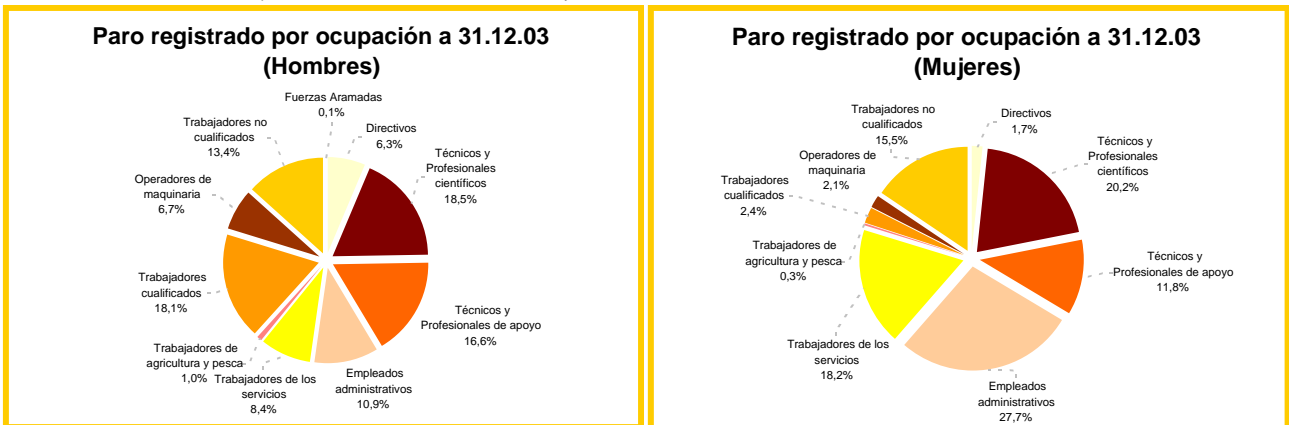 Paro registrado por ocupación a 31.12.03
(Hombres)
Fuerzas Aramadas
0,1%
Directivos
6,3%
Técnicos y
Profesionales
científicos
18,5%
Técnicos y
Profesionales de apoyo
16,6%
Empleados
administrativos
10,9%
Trabajadores de los
servicios
8,4%
Trabajadores de
agricultura y pesca
1,0%
Trabajadores
cualificados
18,1%
Operadores de
maquinaria
6,7%
Trabajadores no
cualificados
13,4%
Paro registrado por ocupación a 31.12.03
(Mujeres)
Directivos
1,7%
Técnicos y
Profesionales
científicos
20,2%
Técnicos y
Profesionales de apoyo
11,8%
Empleados
administrativos
27,7%
Trabajadores de los
servicios
18,2%
Trabajadores de
agricultura y pesca
0,3%
Trabajadores
cualificados
2,4%
Operadores de
maquinaria
2,1%
Trabajadores no
cualificados
15,5%